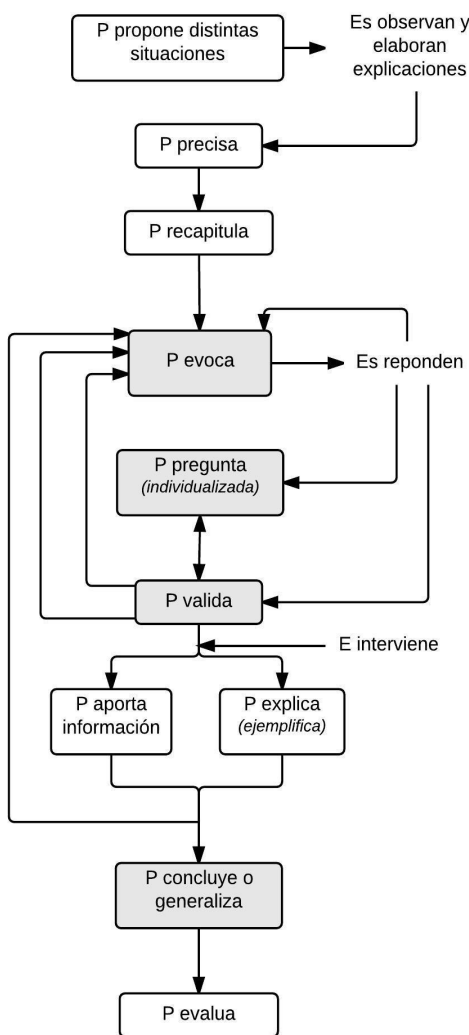 P propone distintas
situaciones
Es observan y
elaboran
explicaciones
P precisa
P recapitula
P evoca
Es reponden
P pregunta
(individualizada)
P valida
E interviene
P aporta
información
P explica
(ejemplifica)
P concluye o
generaliza
P evalua